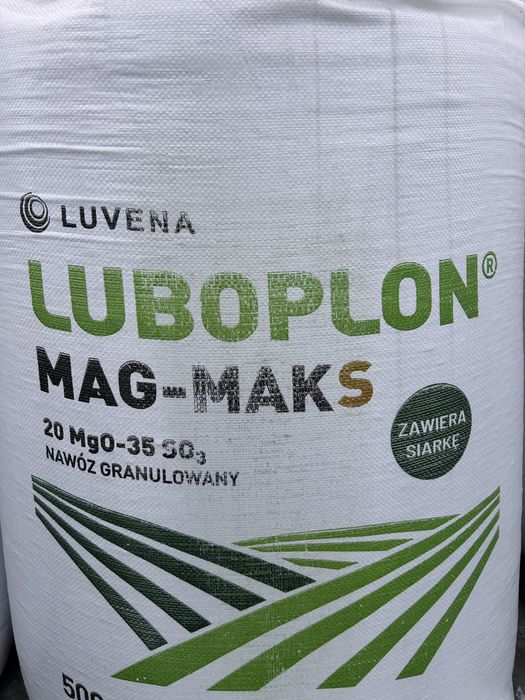 LUVENA
LUBOPLON®
MAG-MAKS
20 MgO-35 SO₃
NAWÓZ GRANULOWANY
ZAWIERA
SIARKĘ